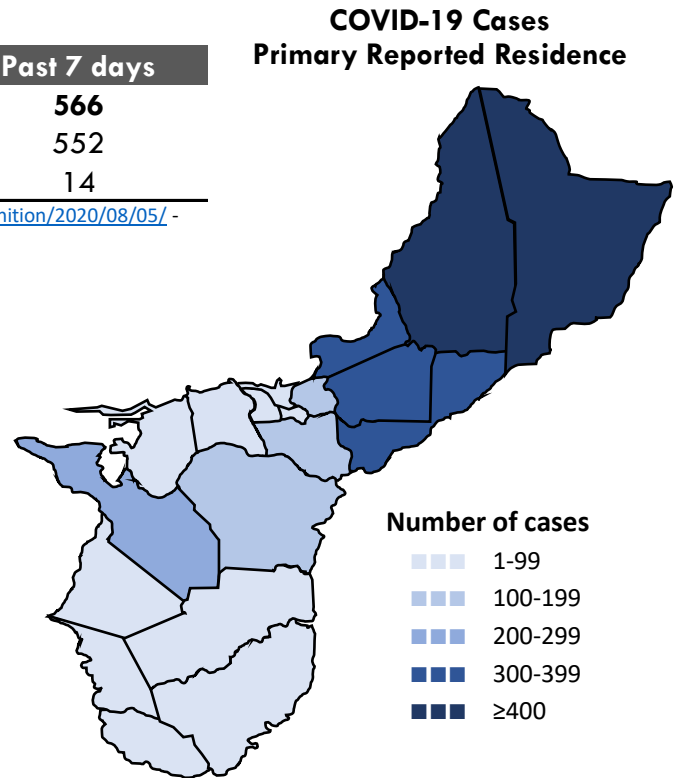 COVID-19 Cases
Primary Reported Residence
Past 7 days
566
552
14
nition/2020/08/05/ -
Number of cases
1-99
100-199
200-299
300-399
≥400